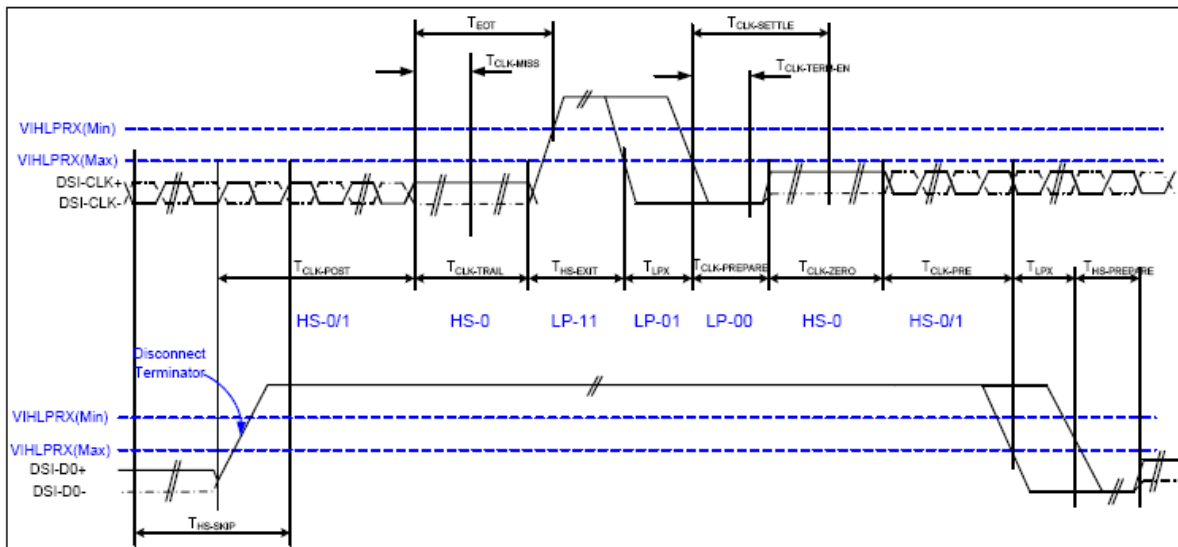 TEOT
TCLK-SETTLE
TCLK-MISS
TCLK-TERM-EN
VIHLPRX(Min)
VIHLPRX(Max)
DSI-CLK+
DSI-CLK-
TCLK-POST TCLK-TRAIL THS-EXIT TLPX TCLK-PREPARE TCLK-ZERO TCLK-PRE TLPX THS-PREPARE
HS-0/1 HS-0 LP-11 LP-01 LP-00 HS-0 HS-0/1
Disconnect
Terminator
VIHLPRX(Min)
VIHLPRX(Max)
DSI-D0+
DSI-D0-
THS-SKIP